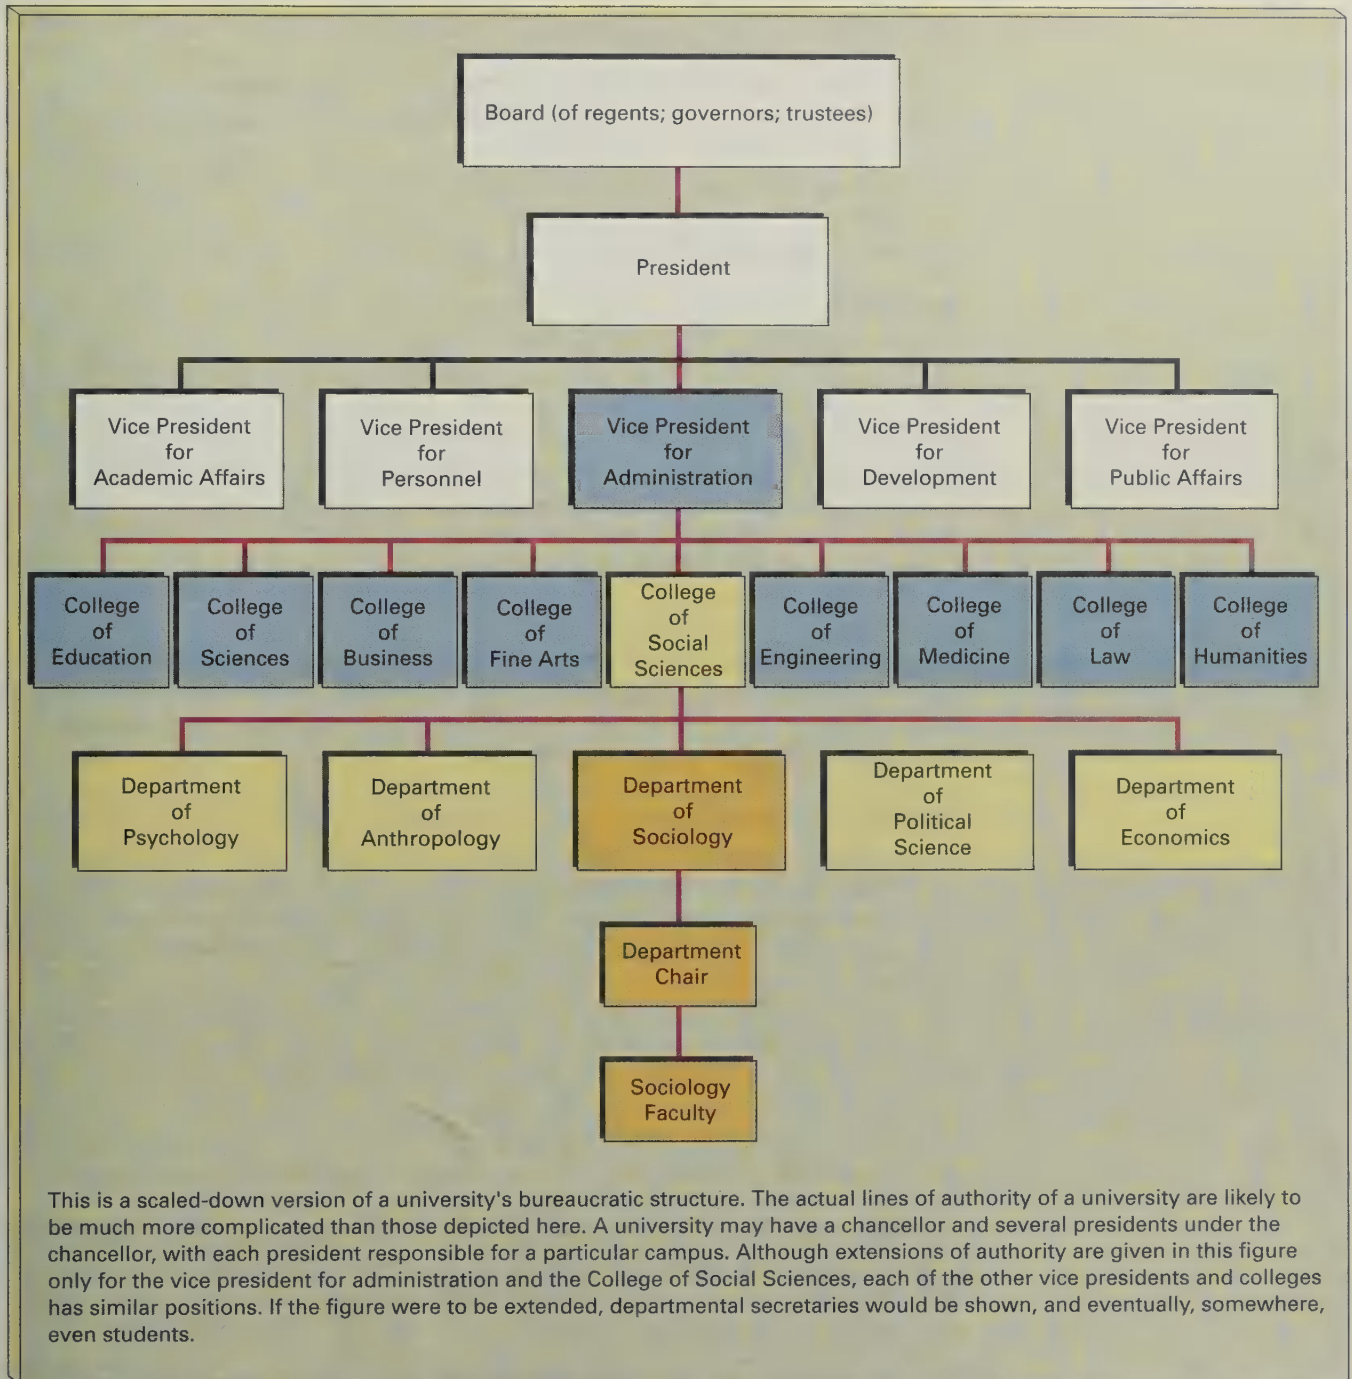 Board (of regents; governors; trustees)
President
Vice President
for
Academic Affairs
Vice President
for
Personnel
Vice President
for
Administration
Vice President
for
Development
Vice President
for
Public Affairs
College
of
Education
College
of
Sciences
College
of
Business
College
of
Fine Arts
College
of
Social
Sciences
College
of
Engineering
College
of
Medicine
College
of
Law
College
of
Humanities
Department
of
Psychology
Department
of
Anthropology
Department
of
Sociology
Department
of
Political
Science
Department
of
Economics
Department
Chair
Sociology
Faculty
This is a scaled-down version of a university's bureaucratic structure. The actual lines of authority of a university are likely to
be much more complicated than those depicted here. A university may have a chancellor and several presidents under the
chancellor, with each president responsible for a particular campus. Although extensions of authority are given in this figure
only for the vice president for administration and the College of Social Sciences, each of the other vice presidents and colleges
has similar positions. If the figure were to be extended, departmental secretaries would be shown, and eventually, somewhere,
even students.